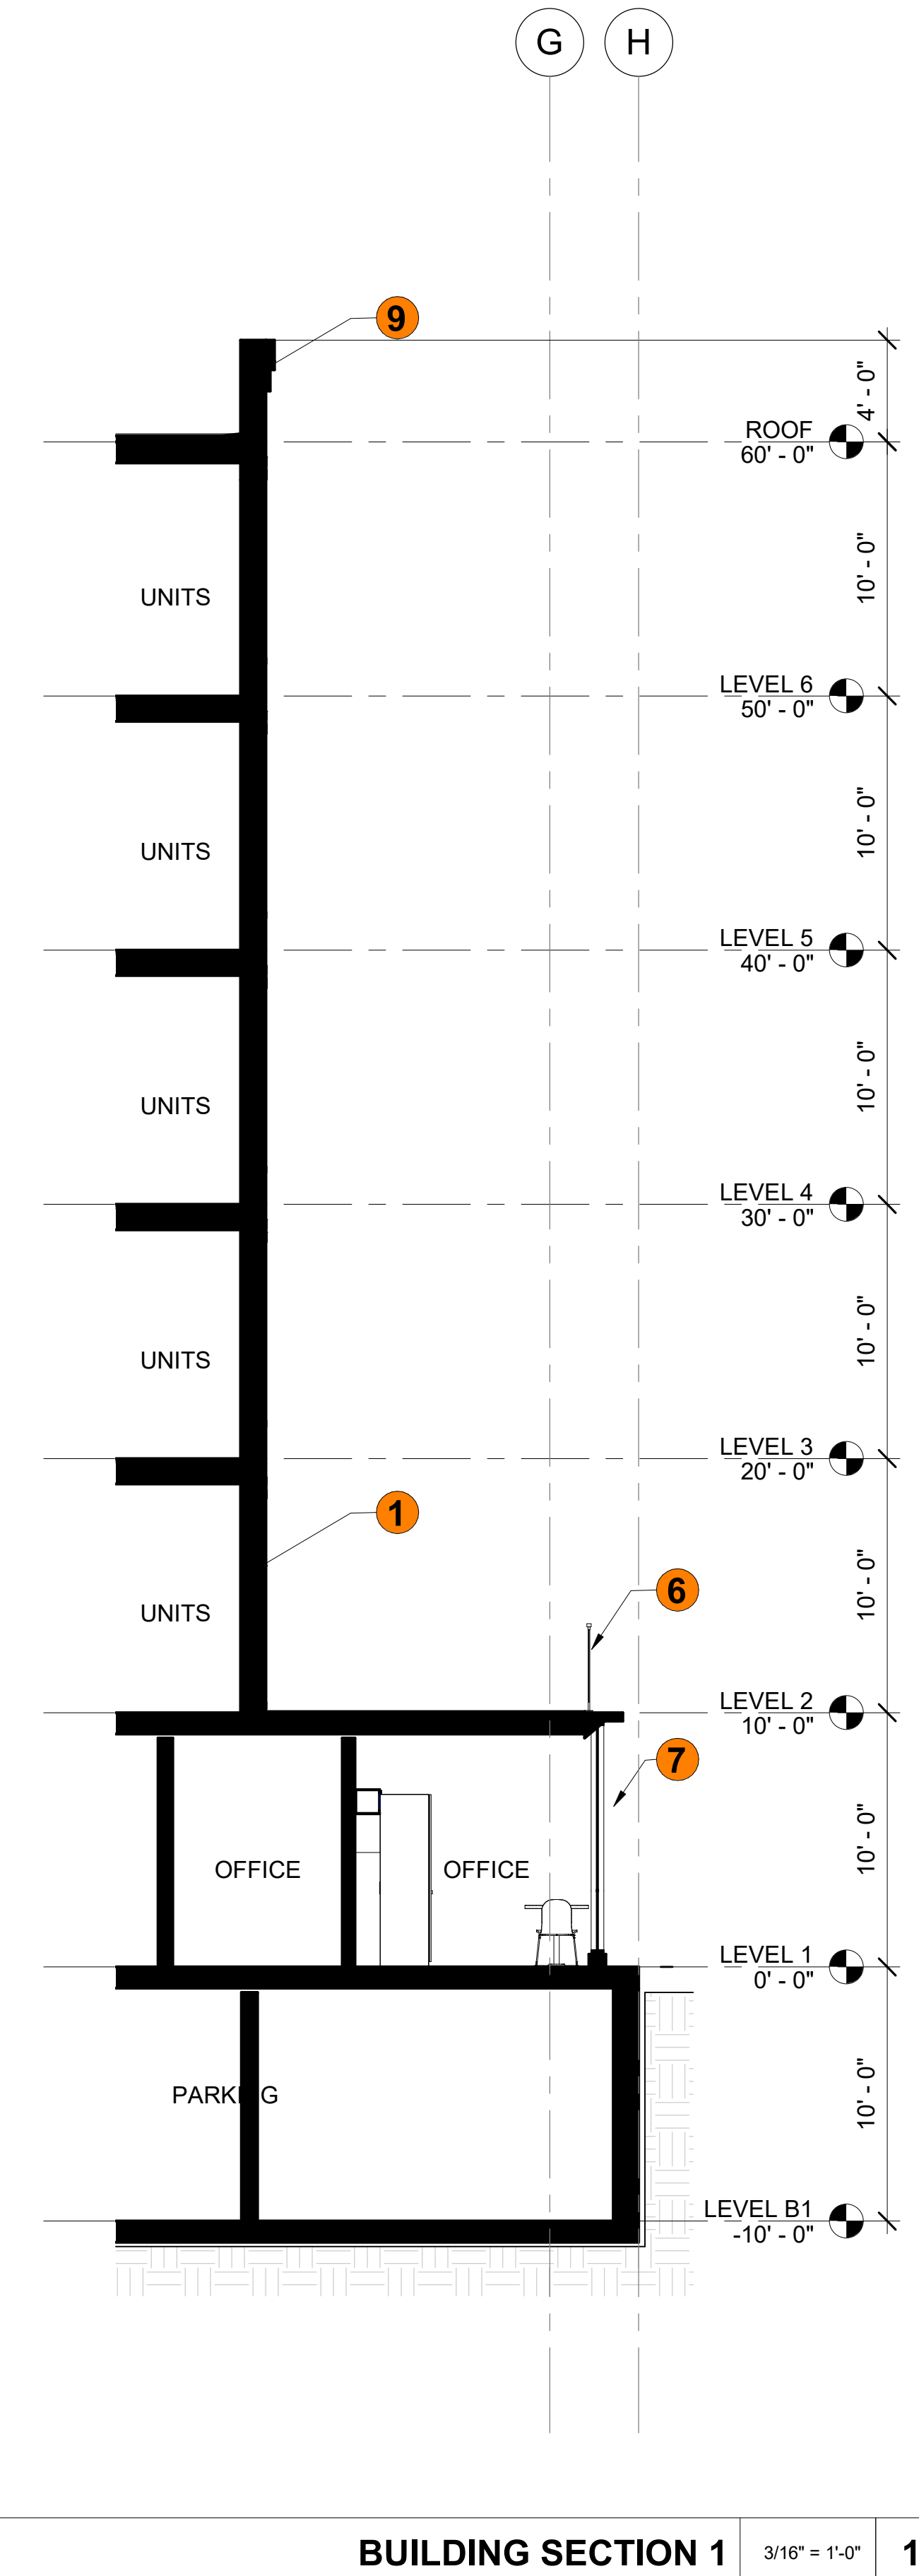 G
H
9
4' - 0"
ROOF
60' - 0"
10' - 0"
UNITS
LEVEL 6
50' - 0"
10' - 0"
UNITS
LEVEL 5
40' - 0"
10' - 0"
UNITS
LEVEL 4
30' - 0"
10' - 0"
UNITS
LEVEL 3
20' - 0"
1
10' - 0"
6
UNITS
LEVEL 2
10' - 0"
7
10' - 0"
OFFICE
OFFICE
LEVEL 1
0' - 0"
10' - 0"
LEVEL B1
-10' - 0"
BUILDING SECTION 1
3/16" = 1'-0"
1